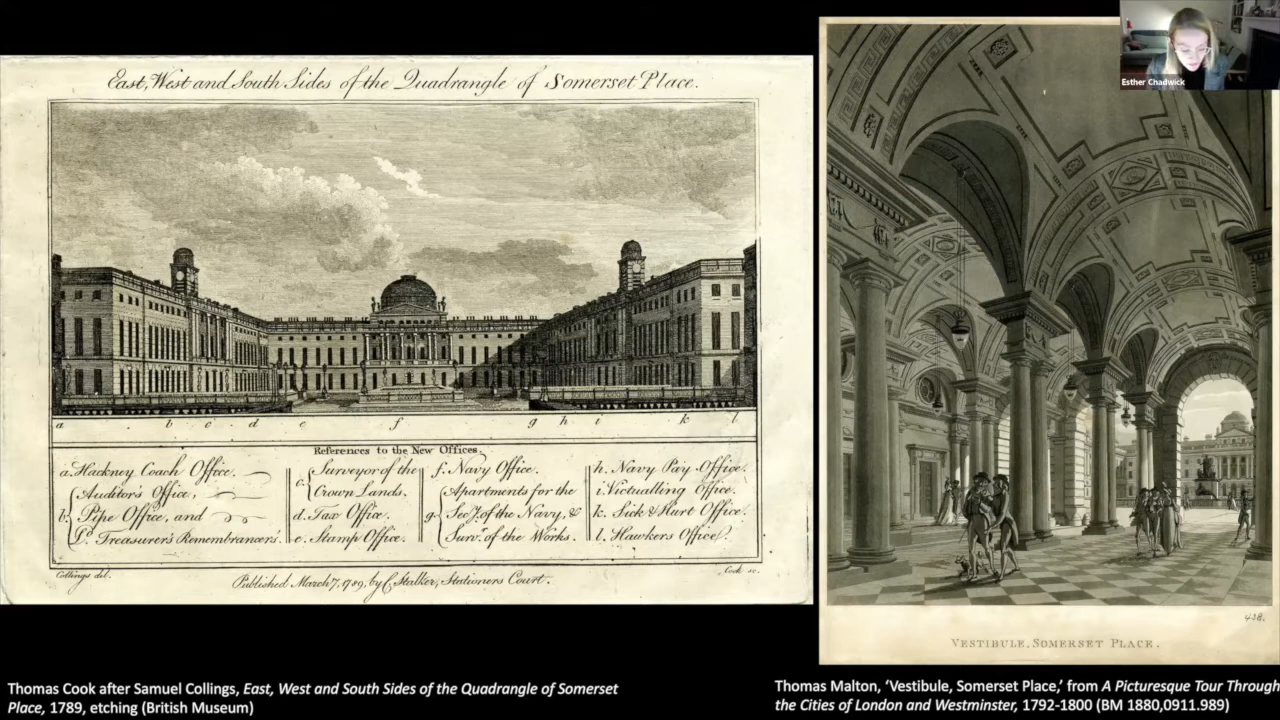 Esther Chadwick
East, West and South Sides of the Quadrangle of Somerset Place.
a b c d e f g h i k l
References to the New Offices.
a. Hackney Coach Office.
b. Auditor's Office,
Pipe Office, and
Ld. Treasurer's Remembrancers.
c. Surveyor of the
Crown Lands.
d. Tax Office.
e. Stamp Office.
f. Navy Office.
g. Apartments for the
Secy. of the Navy, &
Survr. of the Works.
h. Navy Pay Office.
i. Victualling Office.
k. Sick & Hurt Office.
l. Hawkers Office.
Collings del.
Published March 7, 1789, by C. Stalker, Stationers Court.
Cook sc.
428.
VESTIBULE, SOMERSET PLACE.
Thomas Cook after Samuel Collings, East, West and South Sides of the Quadrangle of Somerset
Place, 1789, etching (British Museum)
Thomas Malton, ‘Vestibule, Somerset Place,’ from A Picturesque Tour Through
the Cities of London and Westminster, 1792-1800 (BM 1880,0911.989)